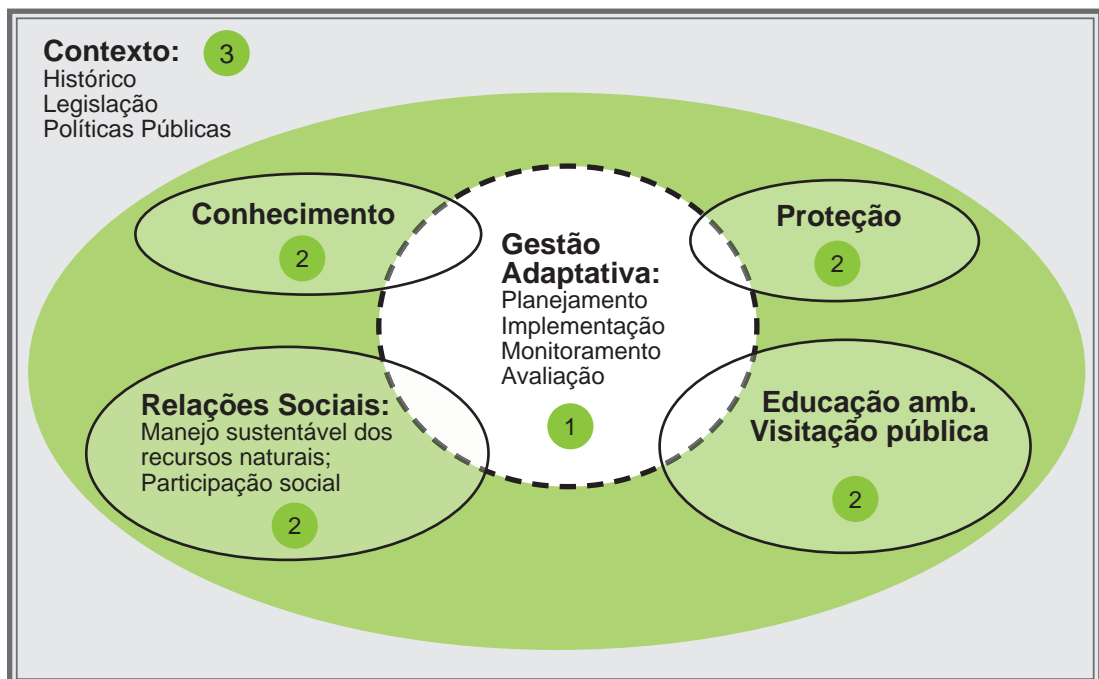 Contexto: 3
Histórico
Legislação
Políticas Públicas
Conhecimento
2
Proteção
2
Gestão
Adaptativa:
Planejamento
Implementação
Monitoramento
Avaliação
1
Relações Sociais:
Manejo sustentável dos
recursos naturais;
Participação social
2
Educação amb.
Visitação pública
2